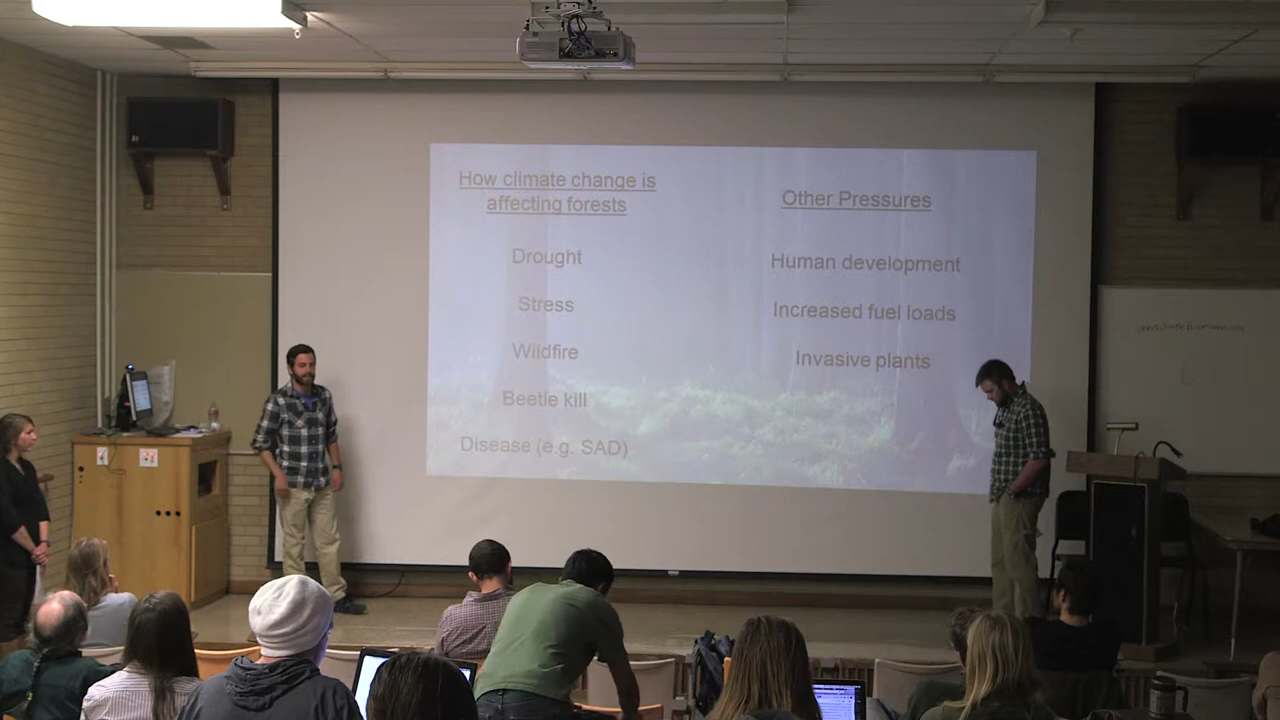 How climate change is
affecting forests
Drought
Stress
Wildfire
Beetle kill
Disease (e.g. SAD)
Other Pressures
Human development
Increased fuel loads
Invasive plants